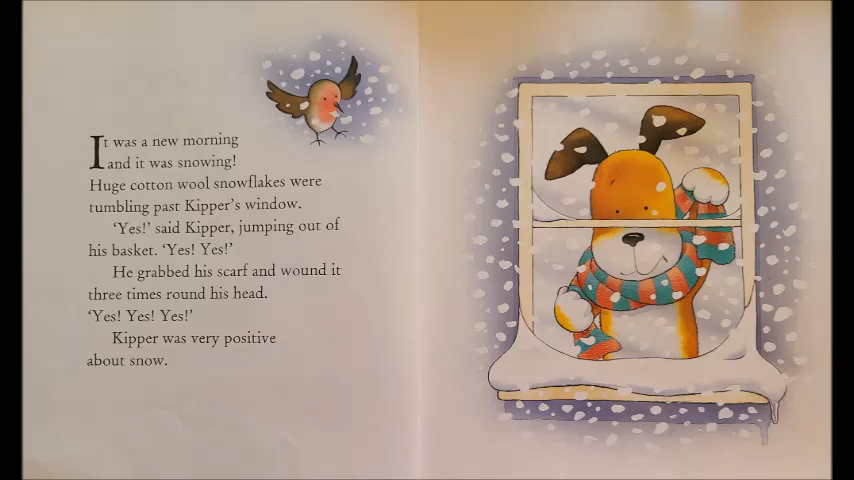 It was a new morning
and it was snowing!
Huge cotton wool snowflakes were
tumbling past Kipper's window.
'Yes!' said Kipper, jumping out of
his basket. 'Yes! Yes!'
He grabbed his scarf and wound it
three times round his head.
'Yes! Yes! Yes!'
Kipper was very positive
about snow.